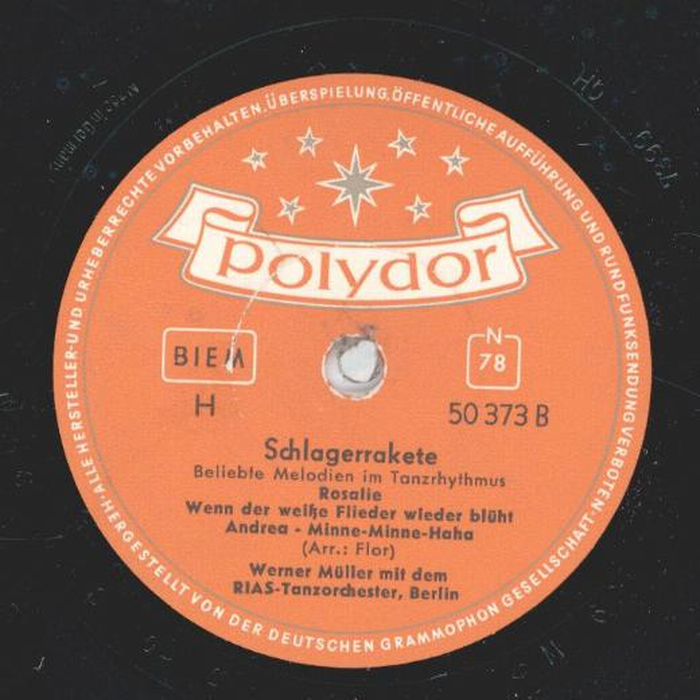 ALLE HERSTELLER- UND URHEBERRECHTE VORBEHALTEN. ÜBERSPIELUNG, ÖFFENTLICHE AUFFÜHRUNG UND RUNDFUNKSENDUNG VERBOTEN.
polydor
BIEM
N
78
H
50 373 B
Schlagerrakete
Beliebte Melodien im Tanzrhythmus
Rosalie
Wenn der weiße Flieder wieder blüht
Andrea - Minne-Minne-Haha
(Arr.: Flor)
Werner Müller mit dem
RIAS-Tanzorchester, Berlin
HERGESTELLT VON DER DEUTSCHEN GRAMMOPHON GESELLSCHAFT